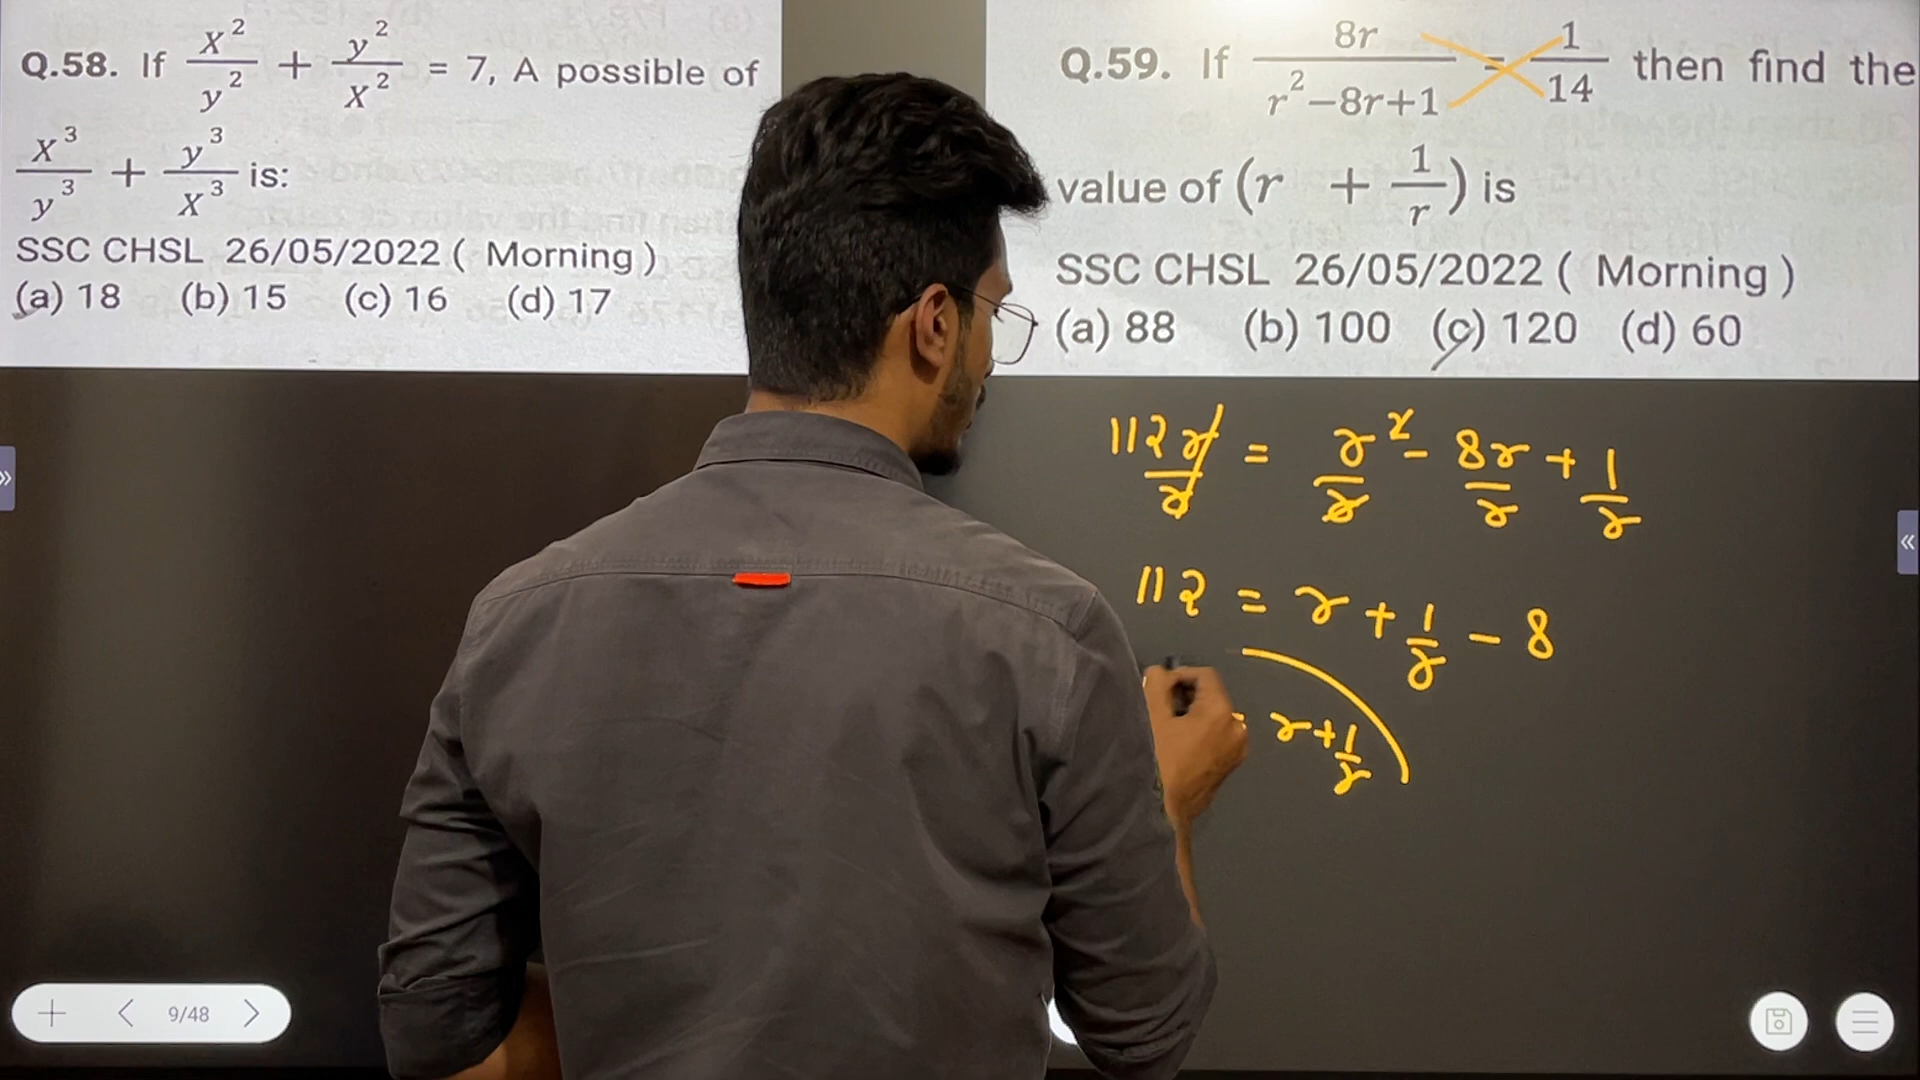 Q.58. If x²/y² + y²/x² = 7, A possible of
x³/y³ + y³/x³ is:
SSC CHSL 26/05/2022 ( Morning )
(a) 18 (b) 15 (c) 16 (d) 17
Q.59. If 8r/(r²−8r+1) = 1/14 then find the
value of (r + 1/r) is
SSC CHSL 26/05/2022 ( Morning )
(a) 88 (b) 100 (c) 120 (d) 60
112r/r = r²/r - 8r/r + 1/r
112 = r + 1/r - 8
= r + 1/r
9/48